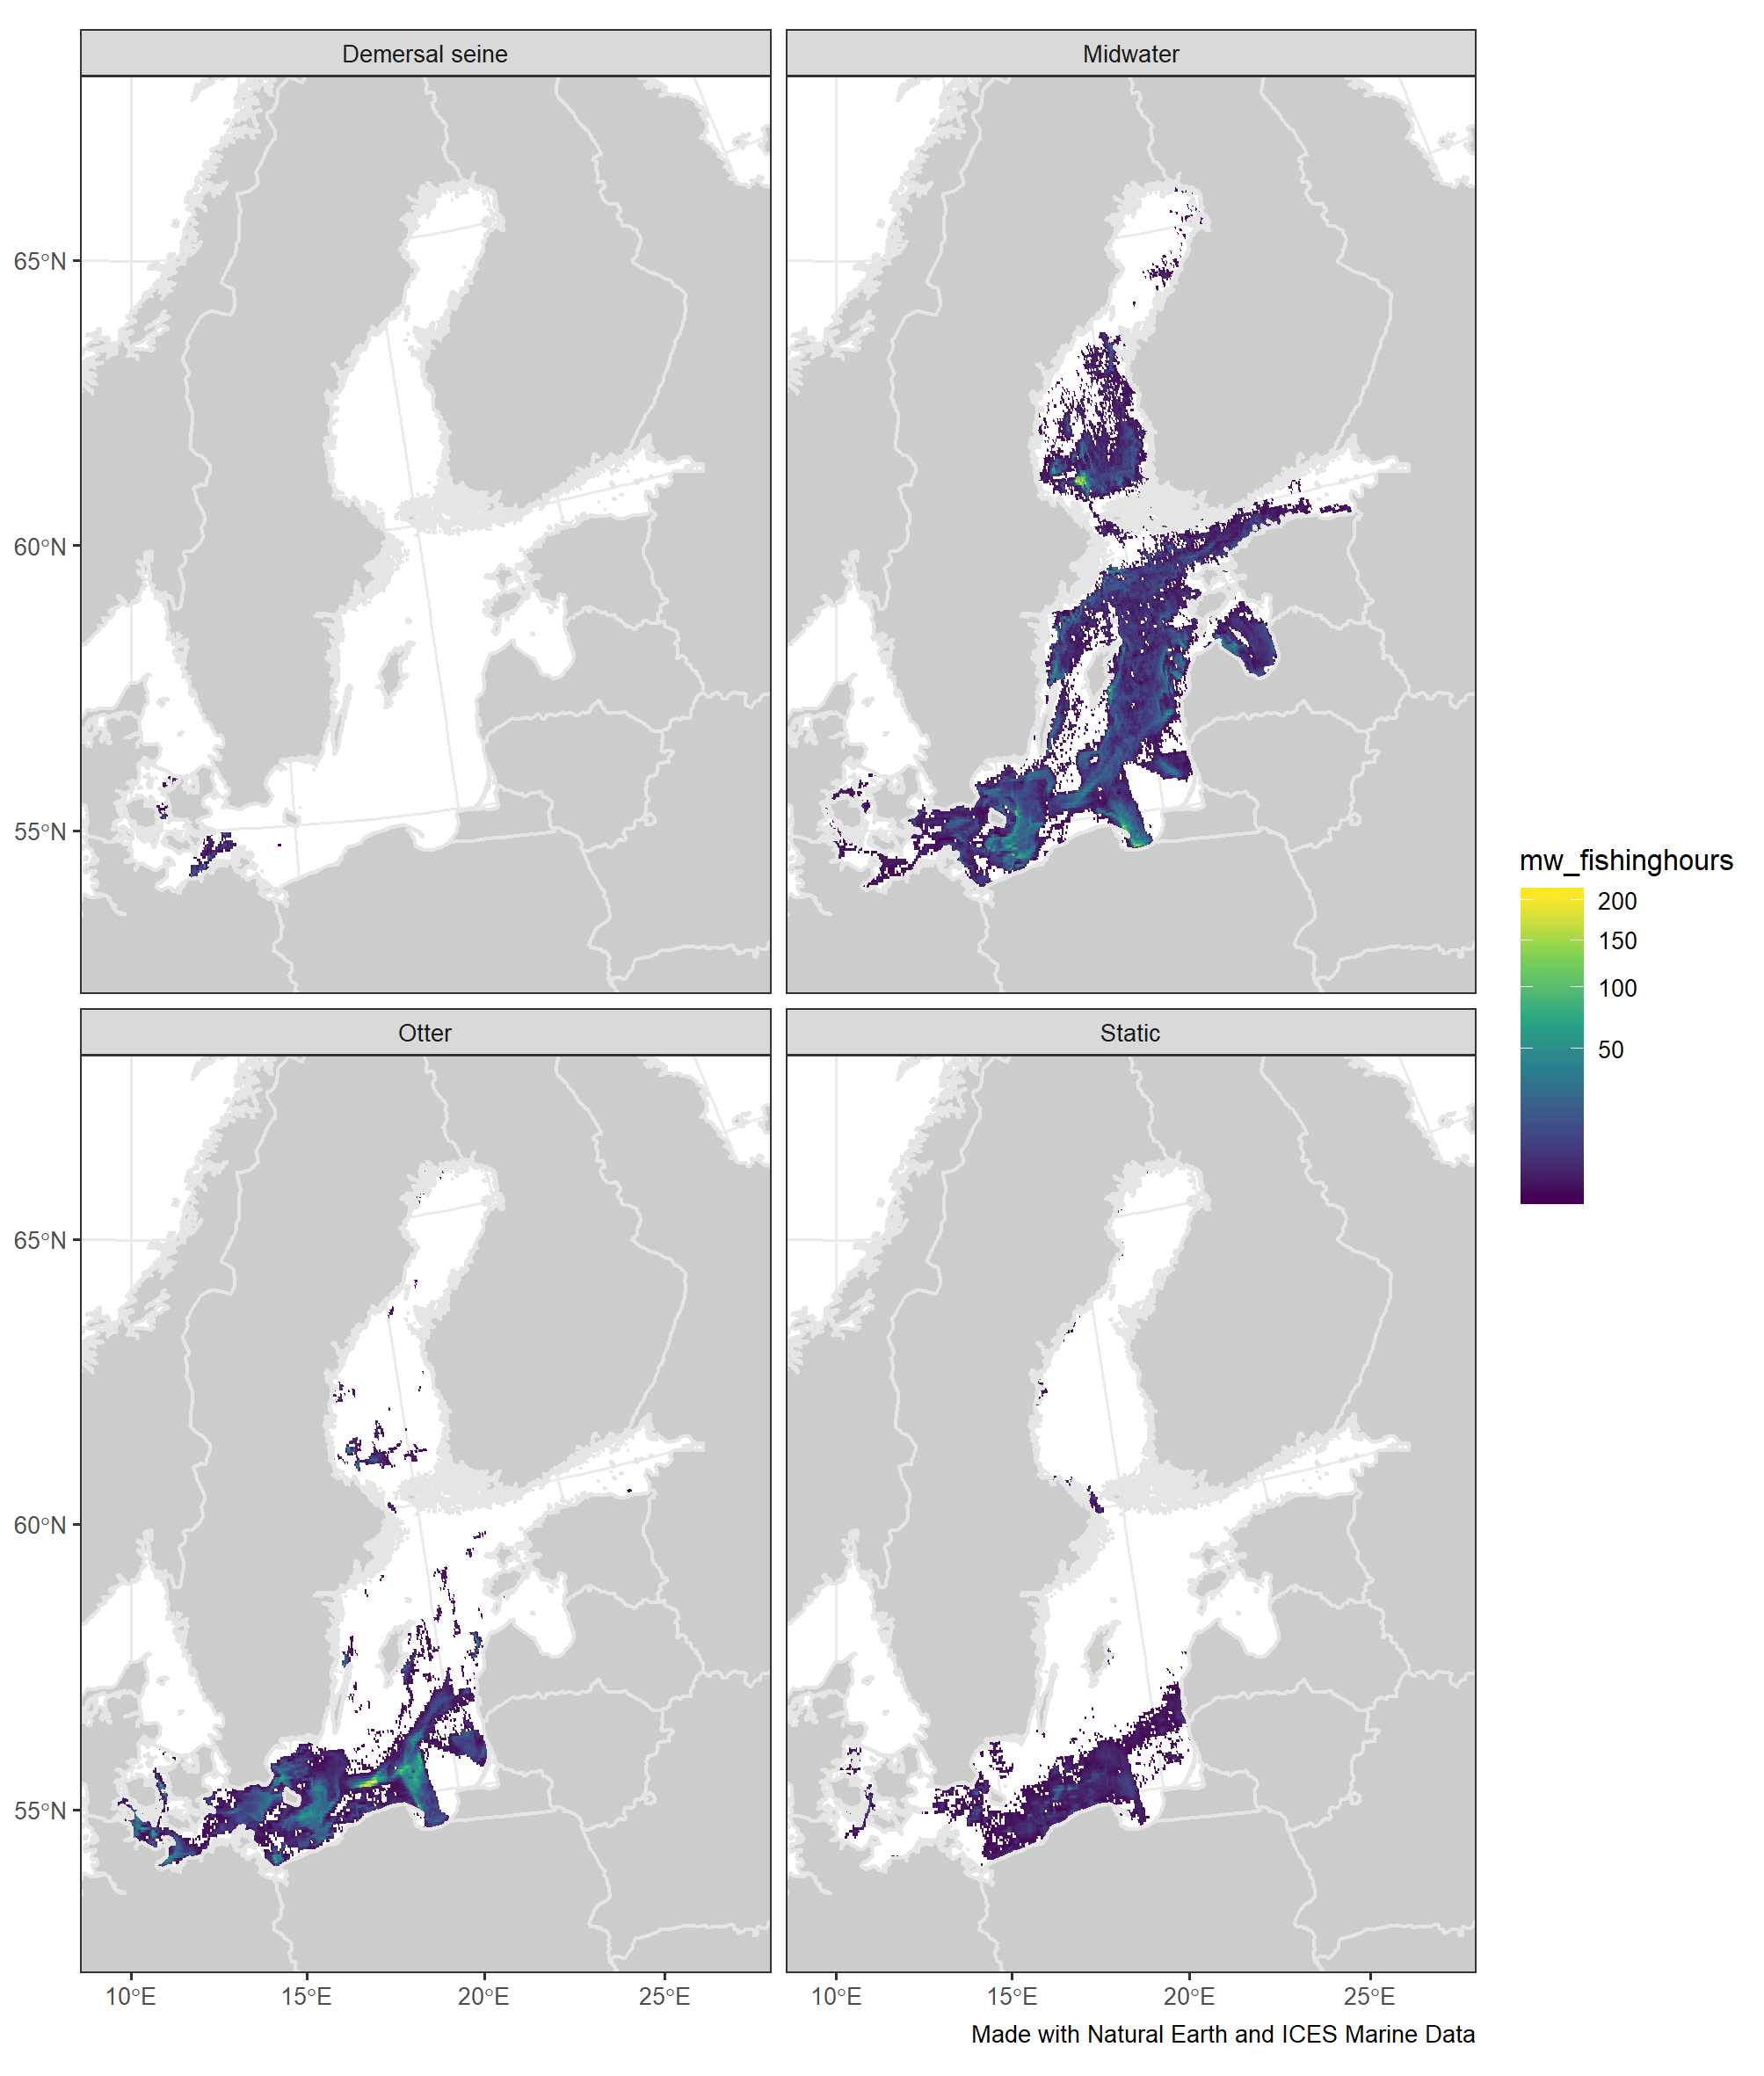 Demersal seine
Midwater
65°N
60°N
55°N
mw_fishinghours
200
150
100
50
Otter
Static
65°N
60°N
55°N
10°E 15°E 20°E 25°E
10°E 15°E 20°E 25°E
Made with Natural Earth and ICES Marine Data